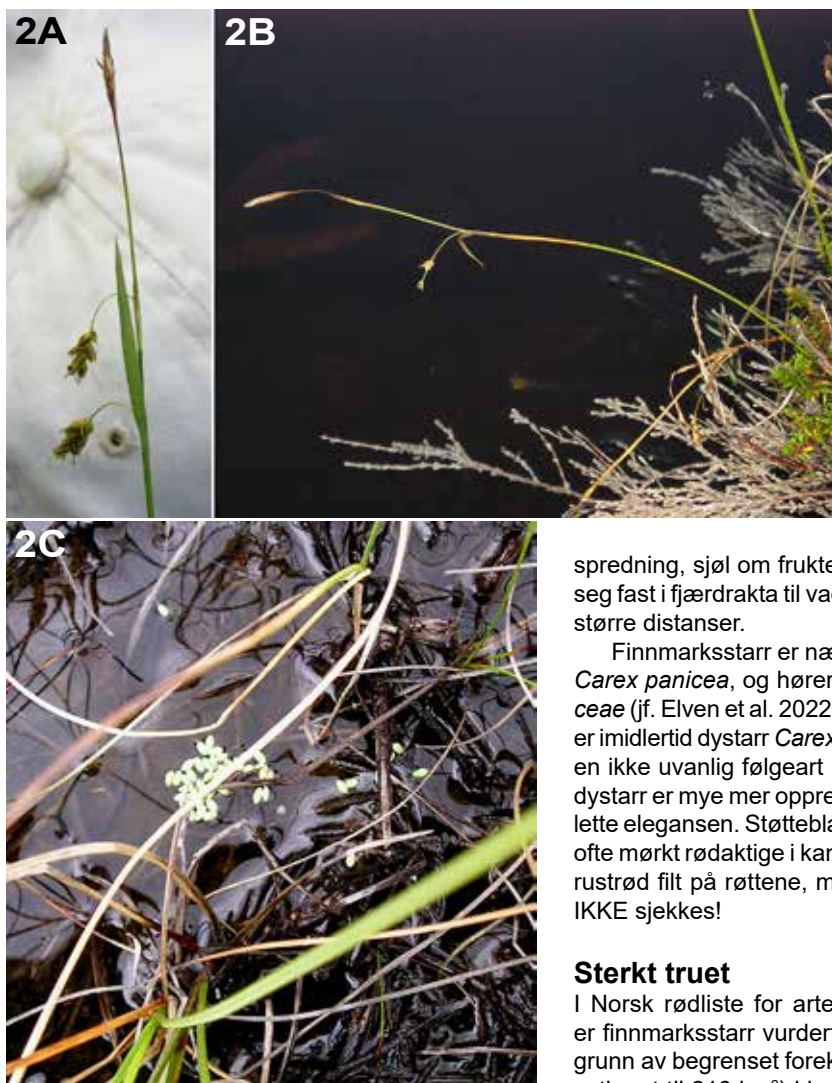 2A
2B
2C
spredning, sjøl om frukte
seg fast i fjærdrakta til va
større distanser.
Finnmarksstarr er næ
Carex panicea, og hører
ceae (jf. Elven et al. 2022
er imidlertid dystarr Carex
en ikke uvanlig følgeart
dystarr er mye mer oppre
lette elegansen. Støttebla
ofte mørkt rødaktige i kan
rustrød filt på røttene, m
IKKE sjekkes!
Sterkt truet
I Norsk rødliste for arte
er finnmarksstarr vurder
grunn av begrenset forek